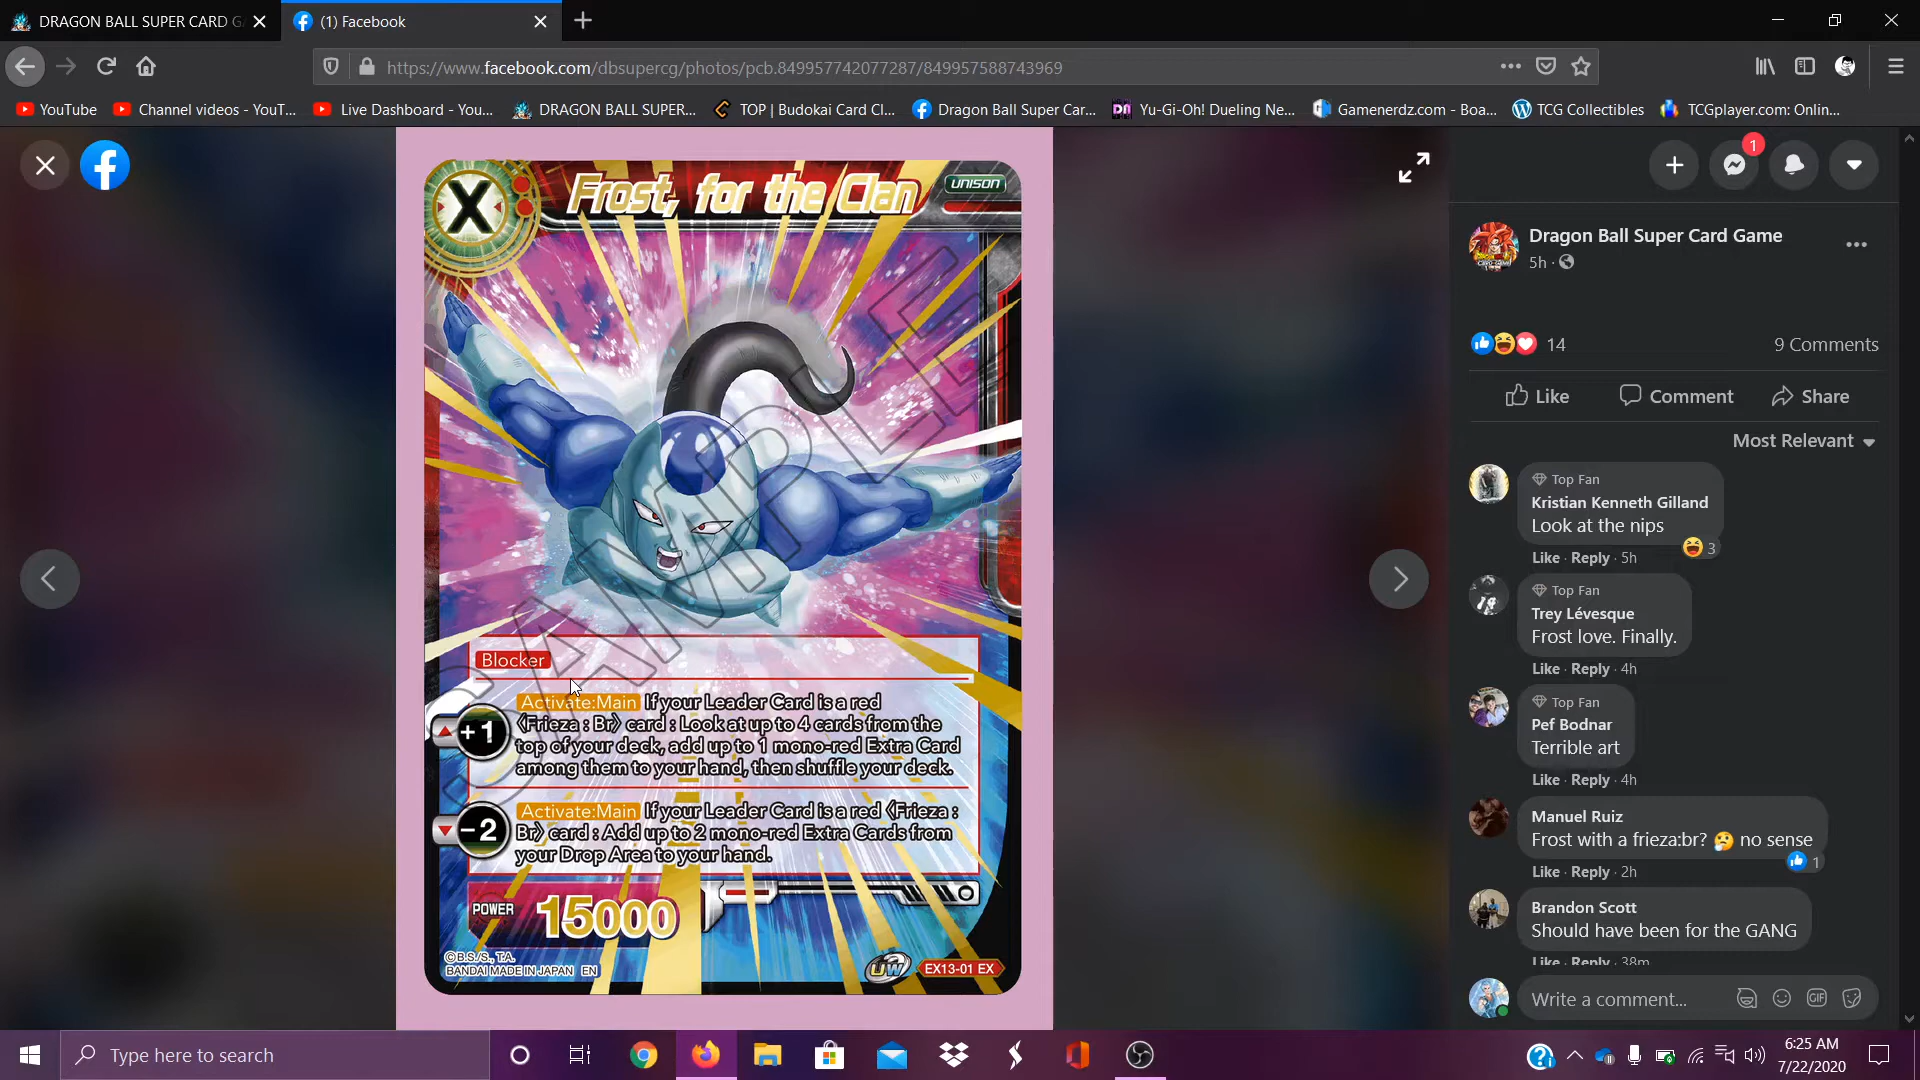 DRAGON BALL SUPER CARD G
(1) Facebook
https://www.facebook.com/dbsupercg/photos/pcb.849957742077287/849957588743969
YouTube
Channel videos - YouT...
Live Dashboard - You...
DRAGON BALL SUPER...
TOP | Budokai Card Cl...
Dragon Ball Super Car...
Yu-Gi-Oh! Dueling Ne...
Gamenerdz.com - Boa...
TCG Collectibles
TCGplayer.com: Onlin...
X
Frost, for the Clan
UNISON
SAMPLE
Blocker
+1
Activate:Main If your Leader Card is a red
《Frieza : Br》 card : Look at up to 4 cards from the
top of your deck, add up to 1 mono-red Extra Card
among them to your hand, then shuffle your deck.
-2
Activate:Main If your Leader Card is a red 《Frieza :
Br》 card : Add up to 2 mono-red Extra Cards from
your Drop Area to your hand.
POWER 15000
©B.S./S., T.A.
BANDAI MADE IN JAPAN EN
UW
EX13-01 EX
1
Dragon Ball Super Card Game
5h ·
14
9 Comments
Like
Comment
Share
Most Relevant
Top Fan
Kristian Kenneth Gilland
Look at the nips
3
Like · Reply · 5h
Top Fan
Trey Lévesque
Frost love. Finally.
Like · Reply · 4h
Top Fan
Pef Bodnar
Terrible art
Like · Reply · 4h
Manuel Ruiz
Frost with a frieza:br? 🤔 no sense
1
Like · Reply · 2h
Brandon Scott
Should have been for the GANG
Like · Reply · 38m
Write a comment...
GIF
Type here to search
6:25 AM
7/22/2020